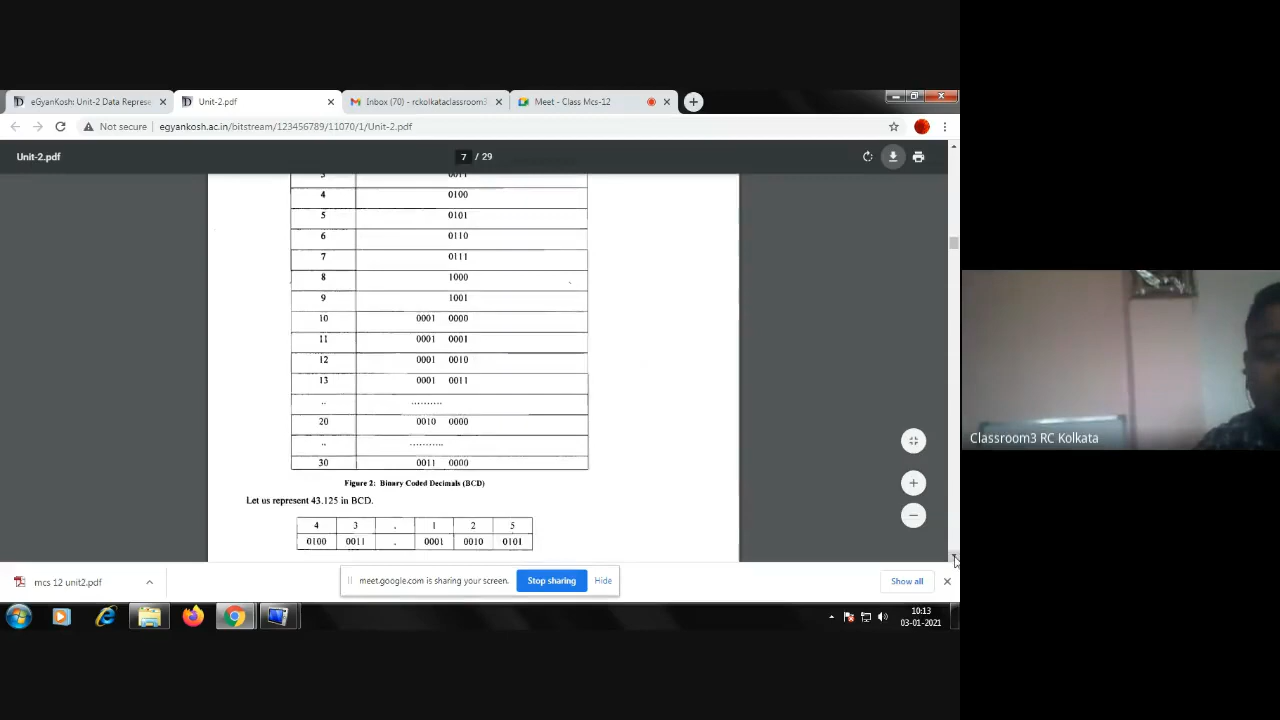 eGyanKosh: Unit-2 Data Represe
Unit-2.pdf
Inbox (70) - rckolkataclassroom3
Meet - Class Mcs-12
Not secure
egyankosh.ac.in/bitstream/123456789/11070/1/Unit-2.pdf
Unit-2.pdf
7 / 29
3 0011
4 0100
5 0101
6 0110
7 0111
8 1000
9 1001
10 0001 0000
11 0001 0001
12 0001 0010
13 0001 0011
.. ..........
20 0010 0000
.. ..........
30 0011 0000
Figure 2: Binary Coded Decimals (BCD)
Let us represent 43.125 in BCD.
4 3 . 1 2 5
0100 0011 . 0001 0010 0101
Classroom3 RC Kolkata
mcs 12 unit2.pdf
meet.google.com is sharing your screen.
Stop sharing
Hide
Show all
10:13
03-01-2021